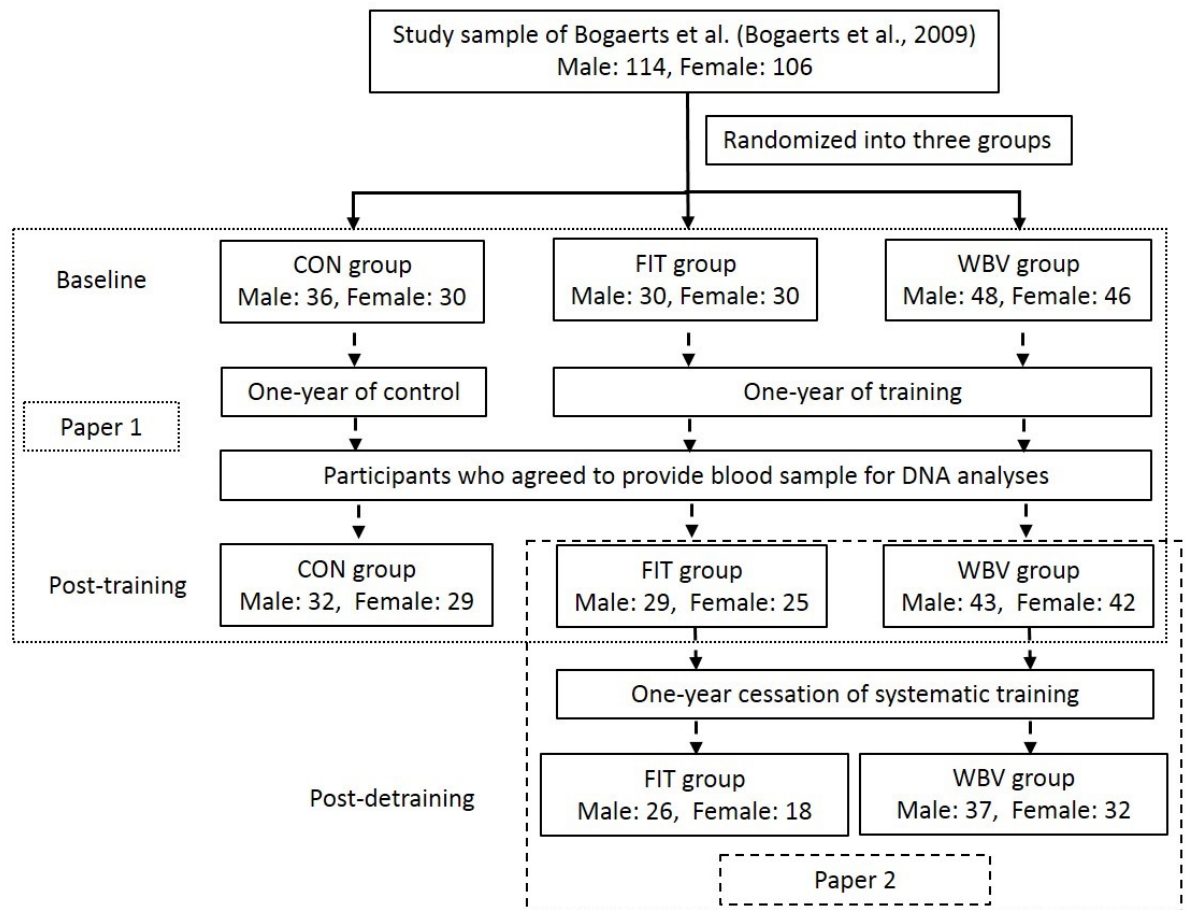 Study sample of Bogaerts et al. (Bogaerts et al., 2009)
Male: 114, Female: 106
Randomized into three groups
Baseline
CON group
Male: 36, Female: 30
FIT group
Male: 30, Female: 30
WBV group
Male: 48, Female: 46
One-year of control
One-year of training
Paper 1
Participants who agreed to provide blood sample for DNA analyses
Post-training
CON group
Male: 32, Female: 29
FIT group
Male: 29, Female: 25
WBV group
Male: 43, Female: 42
One-year cessation of systematic training
Post-detraining
FIT group
Male: 26, Female: 18
WBV group
Male: 37, Female: 32
Paper 2